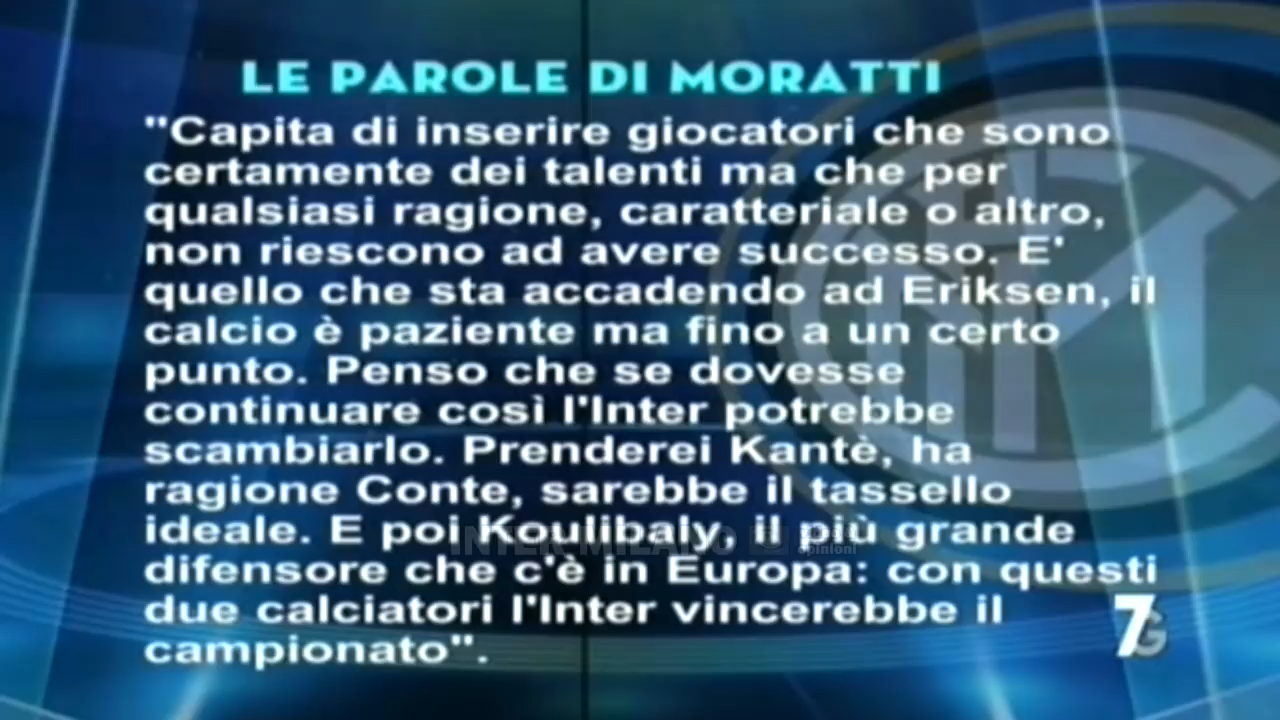 LE PAROLE DI MORATTI
"Capita di inserire giocatori che sono
certamente dei talenti ma che per
qualsiasi ragione, caratteriale o altro,
non riescono ad avere successo. E'
quello che sta accadendo ad Eriksen, il
calcio è paziente ma fino a un certo
punto. Penso che se dovesse
continuare così l'Inter potrebbe
scambiarlo. Prenderei Kantè, ha
ragione Conte, sarebbe il tassello
ideale. E poi Koulibaly, il più grande
difensore che c'è in Europa: con questi
due calciatori l'Inter vincerebbe il
campionato".
INTER MILANO
opinioni
7G